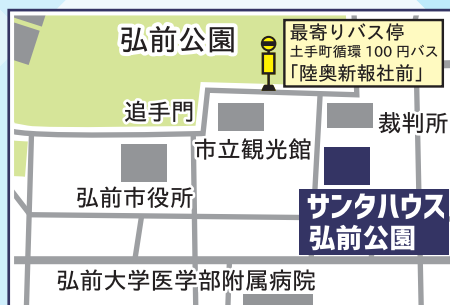 弘前公園
最寄りバス停
土手町循環100円バス
「陸奥新報社前」
追手門
裁判所
市立観光館
弘前市役所
サンタハウス
弘前公園
弘前大学医学部附属病院